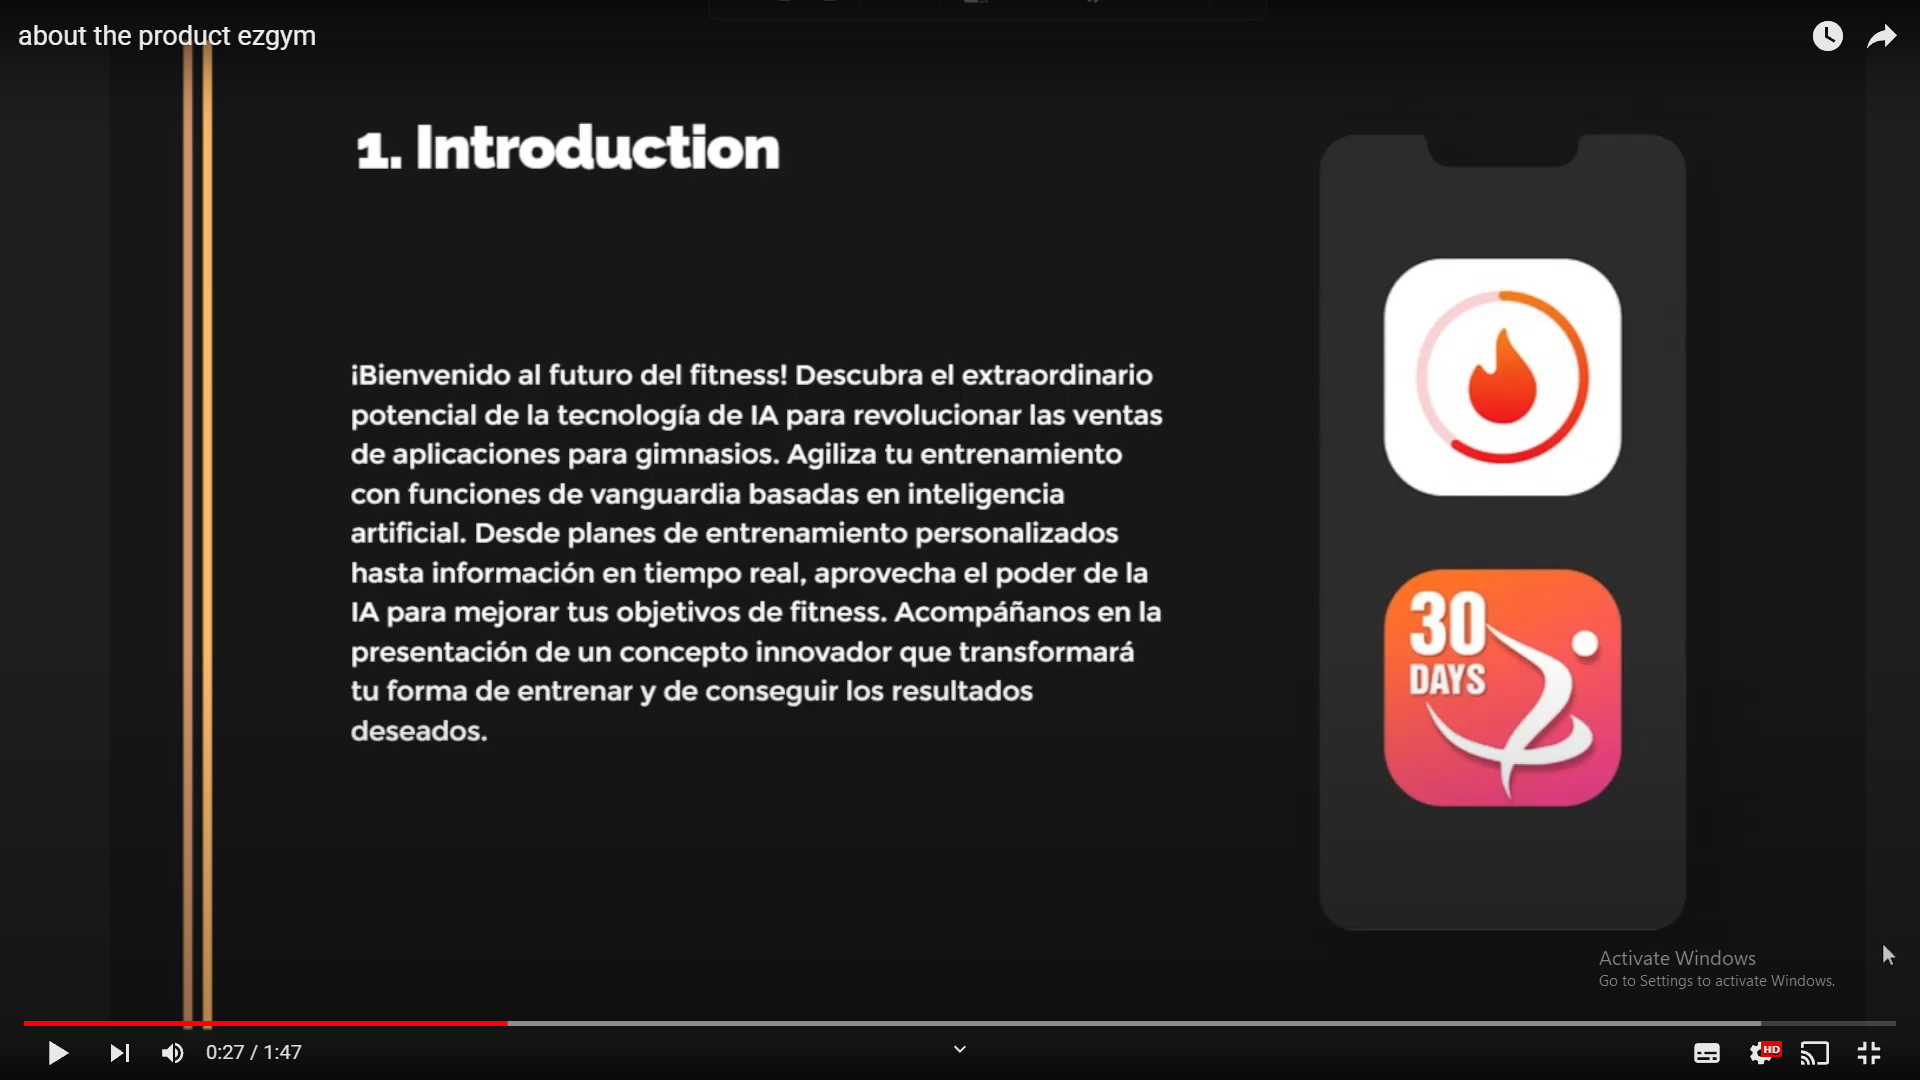 about the product ezgym
1. Introduction
¡Bienvenido al futuro del fitness! Descubra el extraordinario
potencial de la tecnología de IA para revolucionar las ventas
de aplicaciones para gimnasios. Agiliza tu entrenamiento
con funciones de vanguardia basadas en inteligencia
artificial. Desde planes de entrenamiento personalizados
hasta información en tiempo real, aprovecha el poder de la
IA para mejorar tus objetivos de fitness. Acompáñanos en la
presentación de un concepto innovador que transformará
tu forma de entrenar y de conseguir los resultados
deseados.
30
DAYS
Activate Windows
Go to Settings to activate Windows.
0:27 / 1:47
HD